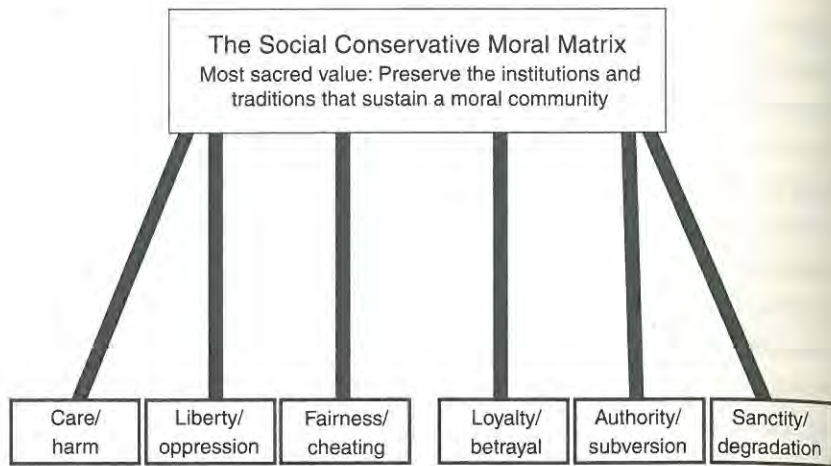 The Social Conservative Moral Matrix
Most sacred value: Preserve the institutions and
traditions that sustain a moral community
Care/
harm
Liberty/
oppression
Fairness/
cheating
Loyalty/
betrayal
Authority/
subversion
Sanctity/
degradation